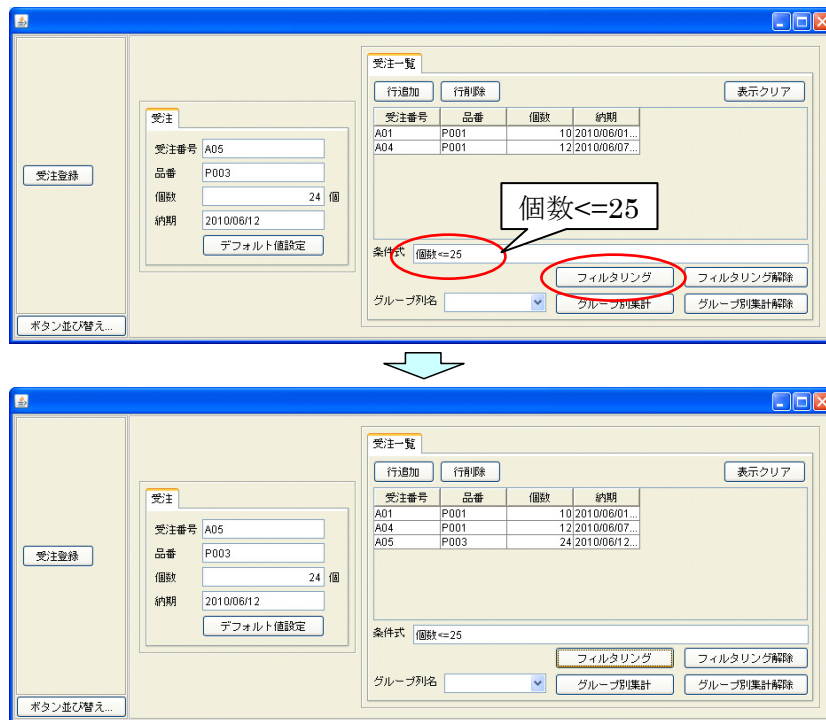 受注一覧
行追加 行削除 表示クリア
受注
受注番号 品番 個数 納期
A01 P001 10 2010/06/01...
A04 P001 12 2010/06/07...
受注番号 A05
受注登録
品番 P003
個数 24 個
個数<=25
納期 2010/06/12
デフォルト値設定
条件式 個数<=25
フィルタリング フィルタリング解除
グループ列名 グループ別集計 グループ別集計解除
ボタン並び替え...
受注一覧
行追加 行削除 表示クリア
受注
受注番号 品番 個数 納期
A01 P001 10 2010/06/01...
A04 P001 12 2010/06/07...
A05 P003 24 2010/06/12...
受注番号 A05
受注登録
品番 P003
個数 24 個
納期 2010/06/12
デフォルト値設定
条件式 個数<=25
フィルタリング フィルタリング解除
グループ列名 グループ別集計 グループ別集計解除
ボタン並び替え...